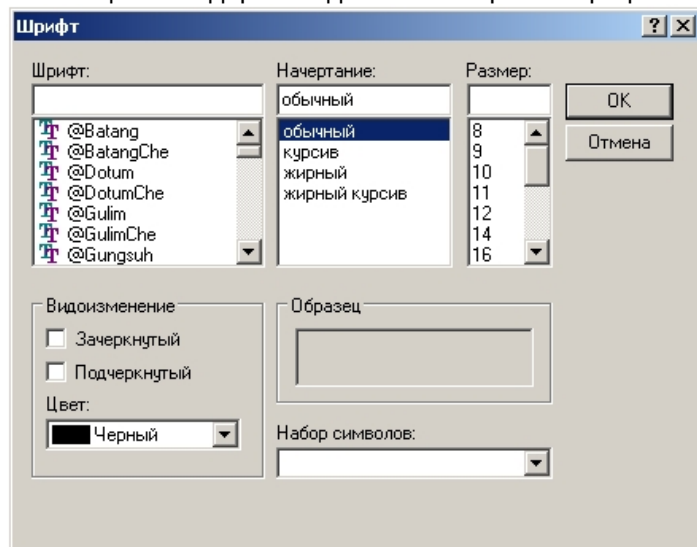 Шрифт
Шрифт:
Начертание:
Размер:
обычный
OK
Отмена
@Batang
@BatangChe
@Dotum
@DotumChe
@Gulim
@GulimChe
@Gungsuh
обычный
курсив
жирный
жирный курсив
8
9
10
11
12
14
16
Видоизменение
Зачеркнутый
Подчеркнутый
Цвет:
Черный
Образец
Набор символов: